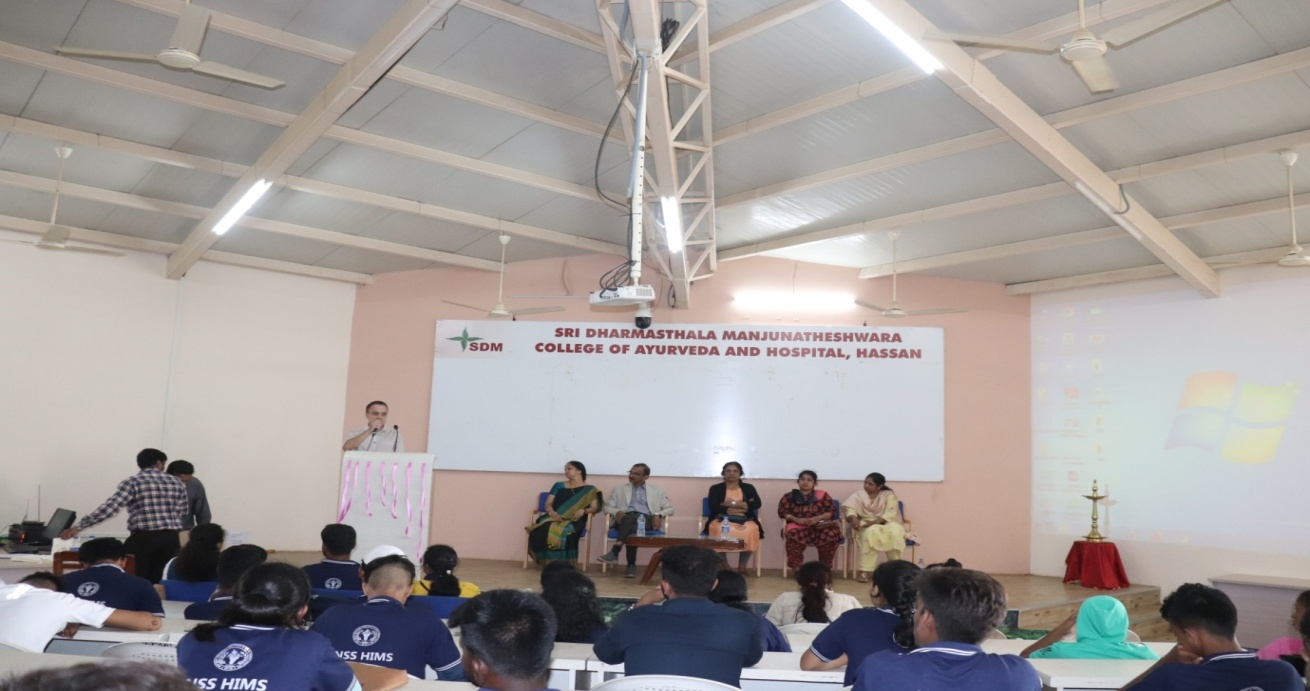 SRI DHARMASTHALA MANJUNATHESHWARA
SDM
COLLEGE OF AYURVEDA AND HOSPITAL, HASSAN
NSS HIMS
NSS HIMS